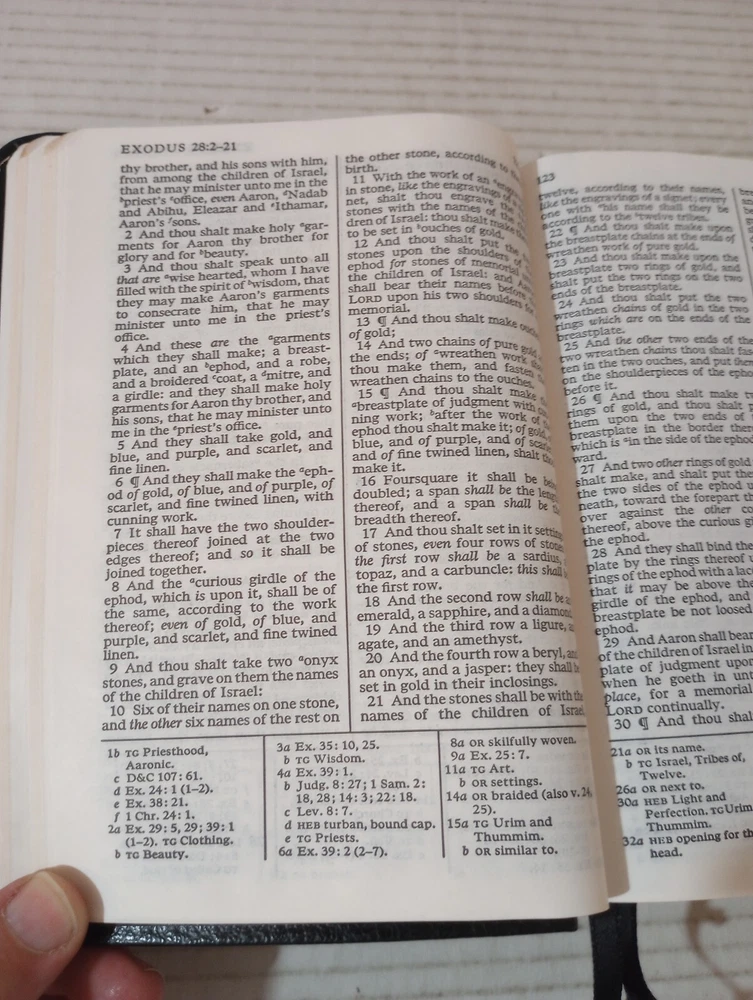 EXODUS 28:2–21
thy brother, and his sons with him,
from among the children of Israel,
that he may minister unto me in the
bpriest's coffice, even Aaron, dNadab
and Abihu, Eleazar and eIthamar,
Aaron's fsons.
2 And thou shalt make holy agar-
ments for Aaron thy brother for
glory and for bbeauty.
3 And thou shalt speak unto all
that are awise hearted, whom I have
filled with the spirit of bwisdom, that
they may make Aaron's garments
to consecrate him, that he may
minister unto me in the priest's
office.
4 And these are the agarments
which they shall make; a breast-
plate, and an bephod, and a robe,
and a broidered ccoat, a dmitre, and
a girdle: and they shall make holy
garments for Aaron thy brother, and
his sons, that he may minister unto
me in the epriest's office.
5 And they shall take gold, and
blue, and purple, and scarlet, and
fine linen.
6 ¶ And they shall make the aeph-
od of gold, of blue, and of purple, of
scarlet, and fine twined linen, with
cunning work.
7 It shall have the two shoulder-
pieces thereof joined at the two
edges thereof; and so it shall be
joined together.
8 And the acurious girdle of the
ephod, which is upon it, shall be of
the same, according to the work
thereof; even of gold, of blue, and
purple, and scarlet, and fine twined
linen.
9 And thou shalt take two aonyx
stones, and grave on them the names
of the children of Israel:
10 Six of their names on one stone,
and the other six names of the rest on
the other stone, according to
birth.
11 With the work of an
in stone, like the engravings of
net, shalt thou engrave the
stones with the names of the
dren of Israel: thou shalt make
to be set in bouches of gold.
12 And thou shalt put the
stones upon the shoulders of
ephod for stones of memorial
the children of Israel: and
shall bear their names before
LORD upon his two shoulders
memorial.
13 ¶ And thou shalt make
of gold;
14 And two chains of pure gold
the ends; of awreathen work
thou make them, and fasten
wreathen chains to the ouches.
15 ¶ And thou shalt make
abreastplate of judgment with
ning work; bafter the work of
ephod thou shalt make it; of gold,
blue, and of purple, and of
and of fine twined linen, shalt
make it.
16 Foursquare it shall be
doubled; a span shall be the
thereof, and a span shall be
breadth thereof.
17 And thou shalt set in it
of stones, even four rows of
the first row shall be a sardius,
topaz, and a carbuncle: this shall
the first row.
18 And the second row shall be
emerald, a sapphire, and a diamond.
19 And the third row a ligure,
agate, and an amethyst.
20 And the fourth row a beryl,
an onyx, and a jasper: they shall
set in gold in their inclosings.
21 And the stones shall be with the
names of the children of
1b TG Priesthood,
Aaronic.
c D&C 107: 61.
d Ex. 24: 1 (1–2).
e Ex. 38: 21.
f 1 Chr. 24: 1.
2a Ex. 29: 5, 29; 39: 1
(1–2). TG Clothing.
b TG Beauty.
3a Ex. 35: 10, 25.
b TG Wisdom.
4a Ex. 39: 1.
b Judg. 8: 27; 1 Sam. 2:
18, 28; 14: 3; 22: 18.
c Lev. 8: 7.
d HEB turban, bound cap.
e TG Priests.
6a Ex. 39: 2 (2–7).
8a OR skilfully woven.
9a Ex. 25: 7.
11a TG Art.
b OR settings.
14a OR braided (also v. 24,
25).
15a TG Urim and
Thummim.
b OR similar to.
123
twelve, according to their names,
like the engravings of a signet; every
one with his name shall they be
according to the btwelve tribes.
22 ¶ And thou shalt make upon
the breastplate chains at the ends of
wreathen work of pure gold.
23 And thou shalt make upon the
breastplate two rings of gold, and
shalt put the two rings on the two
ends of the breastplate.
24 And thou shalt put the two
wreathen chains of gold in the two
rings which are on the ends of the
breastplate.
25 And the other two ends of the
two wreathen chains thou shalt
ten in the two ouches, and put them
on the shoulderpieces of the
before it.
26 ¶ And thou shalt make
rings of gold, and thou shalt
them upon the two ends of
breastplate in the border
which is ain the side of the
ward.
27 And two other rings of gold
shalt make, and shalt put
the two sides of the ephod
neath, toward the forepart
over against the other
thereof, above the curious
the ephod.
28 And they shall bind the
plate by the rings thereof
rings of the ephod with a
that it may be above the
girdle of the ephod, and
breastplate be not loosed
ephod.
29 And Aaron shall bear
of the children of Israel in
plate of judgment upon
when he goeth in unto
place, for a memorial
LORD continually.
30 ¶ And thou
21a OR its name.
b TG Israel, Tribes of,
Twelve.
26a OR next to.
30a HEB Light and
Perfection. TG Urim
Thummim.
32a HEB opening for the
head.